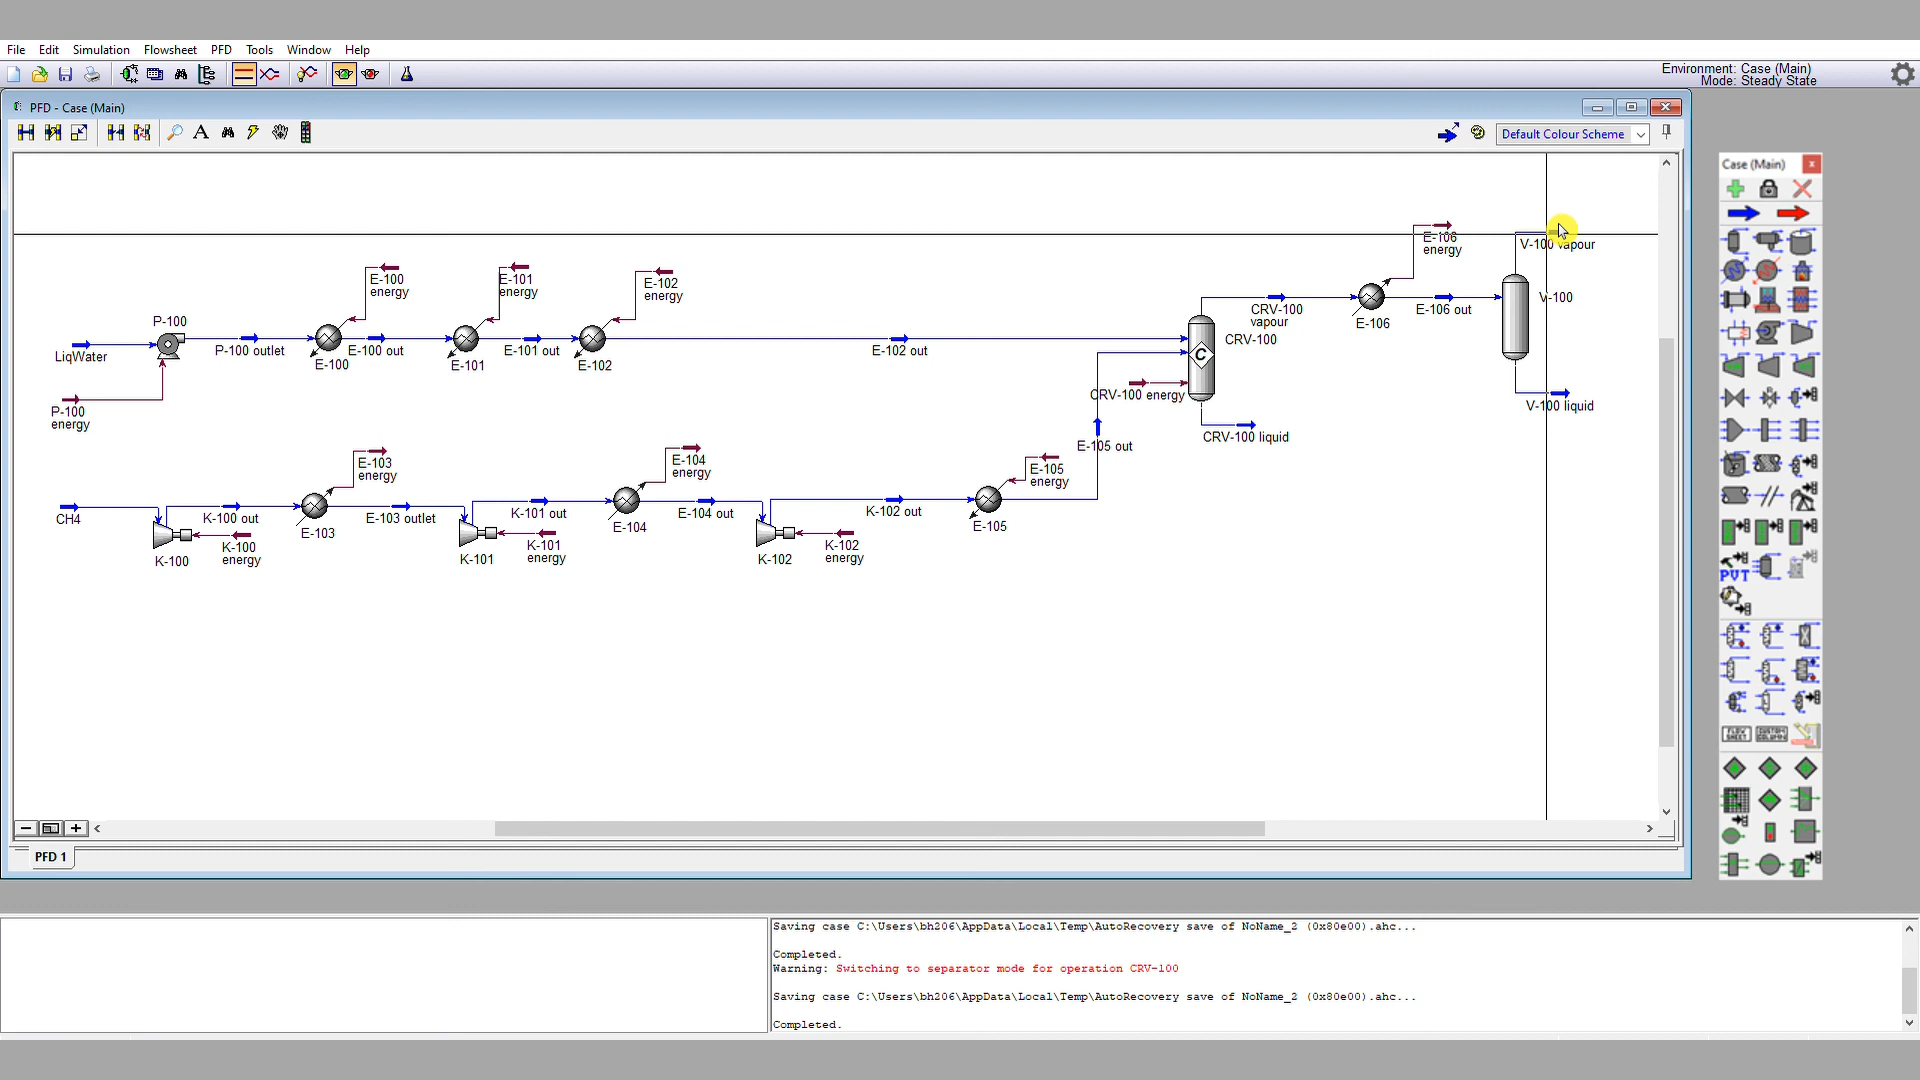 File Edit Simulation Flowsheet PFD Tools Window Help
Environment: Case (Main)
Mode: Steady State
PFD - Case (Main)
A
Default Colour Scheme
Case (Main)
E-106
energy
V-100 vapour
E-100
energy
E-101
energy
E-102
energy
V-100
CRV-100
vapour
E-106 out
E-106
P-100
LiqWater
P-100 outlet
E-100
E-100 out
E-101
E-101 out
E-102
E-102 out
CRV-100
C
CRV-100 energy
V-100 liquid
P-100
energy
CRV-100 liquid
E-105 out
E-103
energy
E-104
energy
E-105
energy
CH4
K-100 out
E-103
E-103 outlet
K-101 out
E-104
E-104 out
K-102 out
E-105
K-100
K-100
energy
K-101
K-101
energy
K-102
K-102
energy
PVT
FLOW
SHEET
CUSTOM
COLUMN
PFD 1
Saving case C:\Users\bh206\AppData\Local\Temp\AutoRecovery save of NoName_2 (0x80e00).ahc...
Completed.
Warning: Switching to separator mode for operation CRV-100
Saving case C:\Users\bh206\AppData\Local\Temp\AutoRecovery save of NoName_2 (0x80e00).ahc...
Completed.